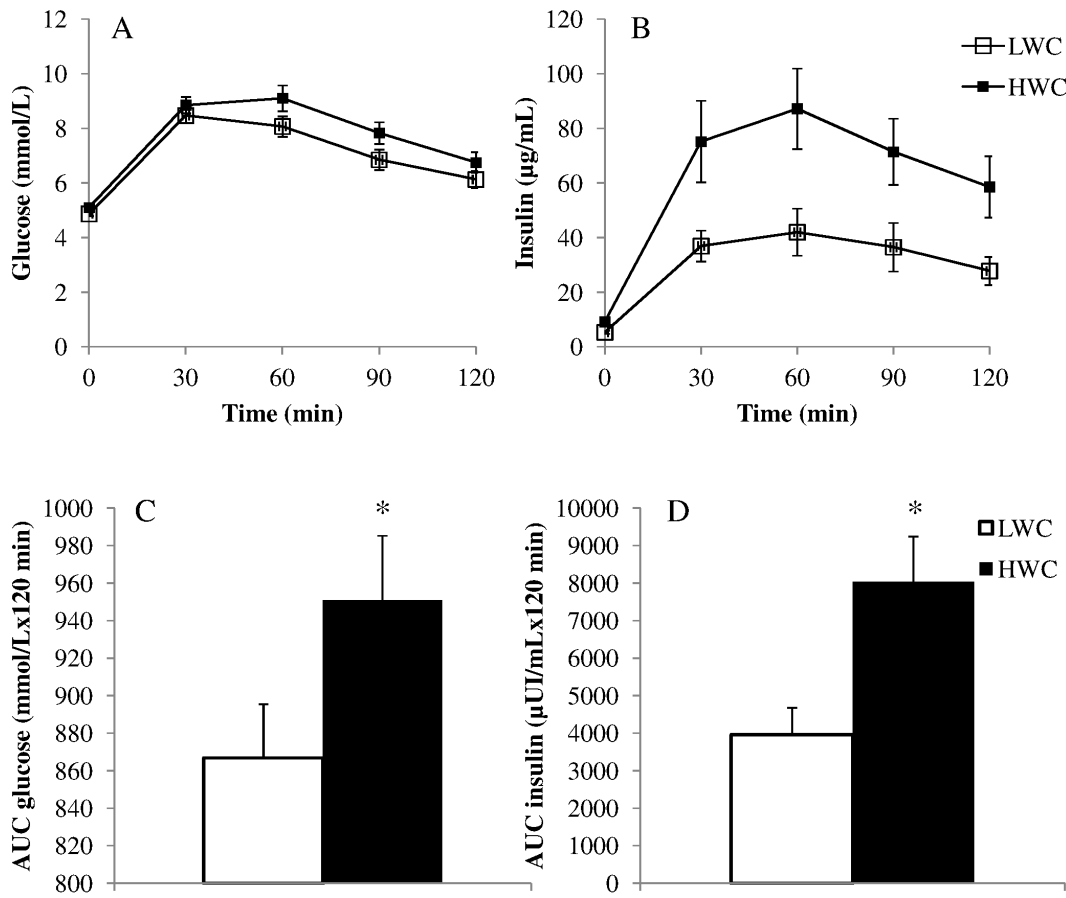 A
Glucose (mmol/L)
12
10
8
6
4
2
0
0 30 60 90 120
Time (min)
B
Insulin (µg/mL)
120
100
80
60
40
20
0
0 30 60 90 120
Time (min)
LWC
HWC
C
*
AUC glucose (mmol/Lx120 min)
1000
980
960
940
920
900
880
860
840
820
800
D
*
AUC insulin (µUI/mLx120 min)
10000
9000
8000
7000
6000
5000
4000
3000
2000
1000
0
LWC
HWC